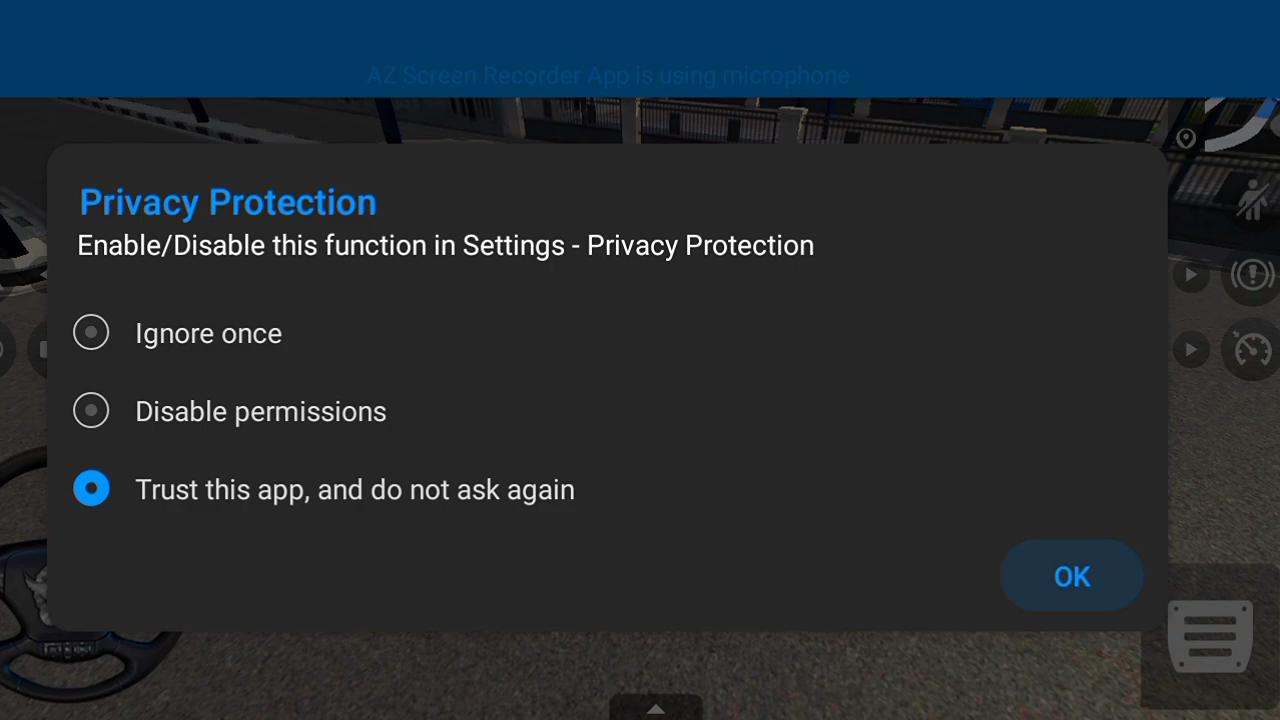 AZ Screen Recorder App is using microphone
Privacy Protection
Enable/Disable this function in Settings - Privacy Protection
Ignore once
Disable permissions
Trust this app, and do not ask again
OK